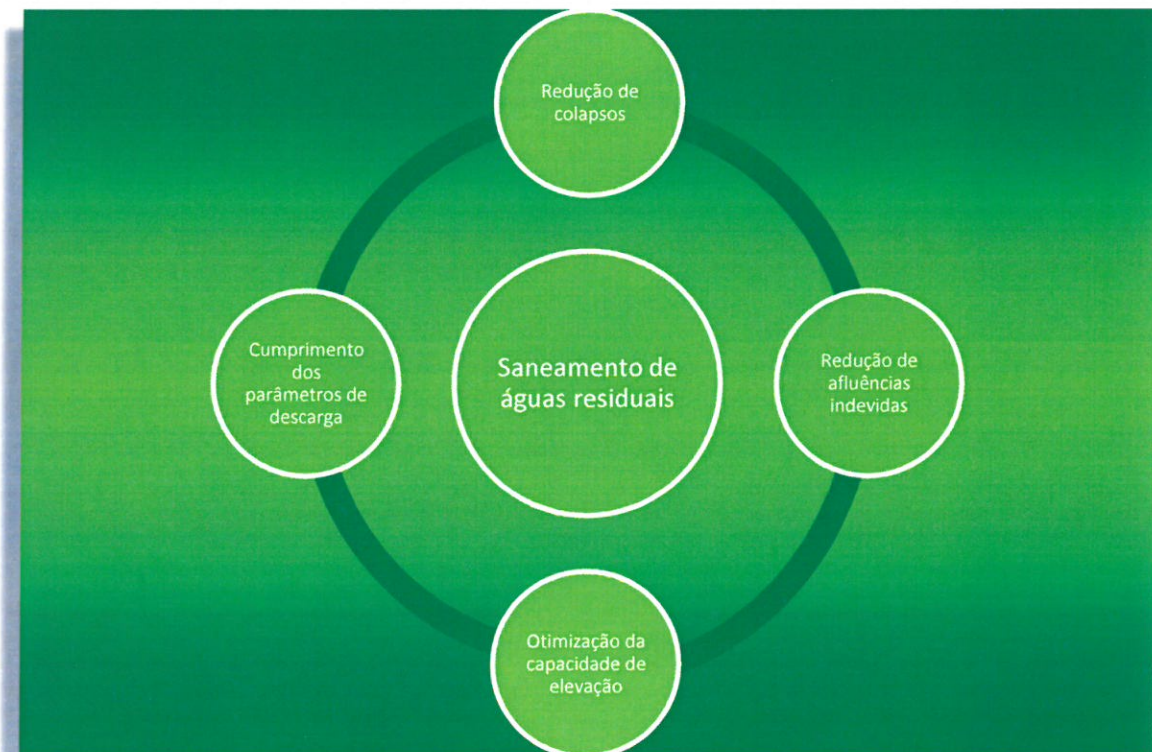 Redução de
colapsos
Cumprimento
dos
parâmetros de
descarga
Saneamento de
águas residuais
Redução de
afluências
indevidas
Otimização da
capacidade de
elevação